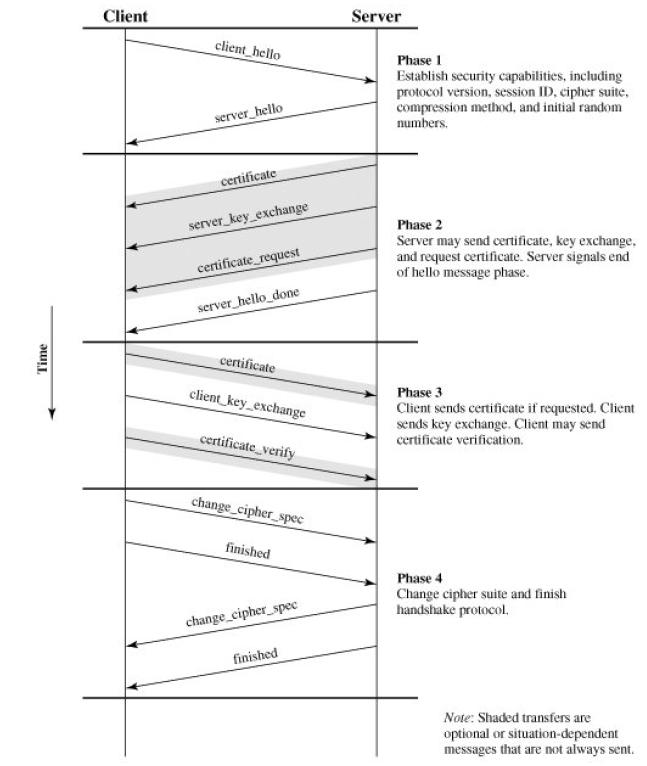 Client Server
client_hello
Phase 1
Establish security capabilities, including
protocol version, session ID, cipher suite,
compression method, and initial random
numbers.
server_hello
certificate
server_key_exchange
Phase 2
Server may send certificate, key exchange,
and request certificate. Server signals end
of hello message phase.
certificate_request
server_hello_done
Time
certificate
client_key_exchange
Phase 3
Client sends certificate if requested. Client
sends key exchange. Client may send
certificate verification.
certificate_verify
change_cipher_spec
finished
Phase 4
Change cipher suite and finish
handshake protocol.
change_cipher_spec
finished
Note: Shaded transfers are
optional or situation-dependent
messages that are not always sent.